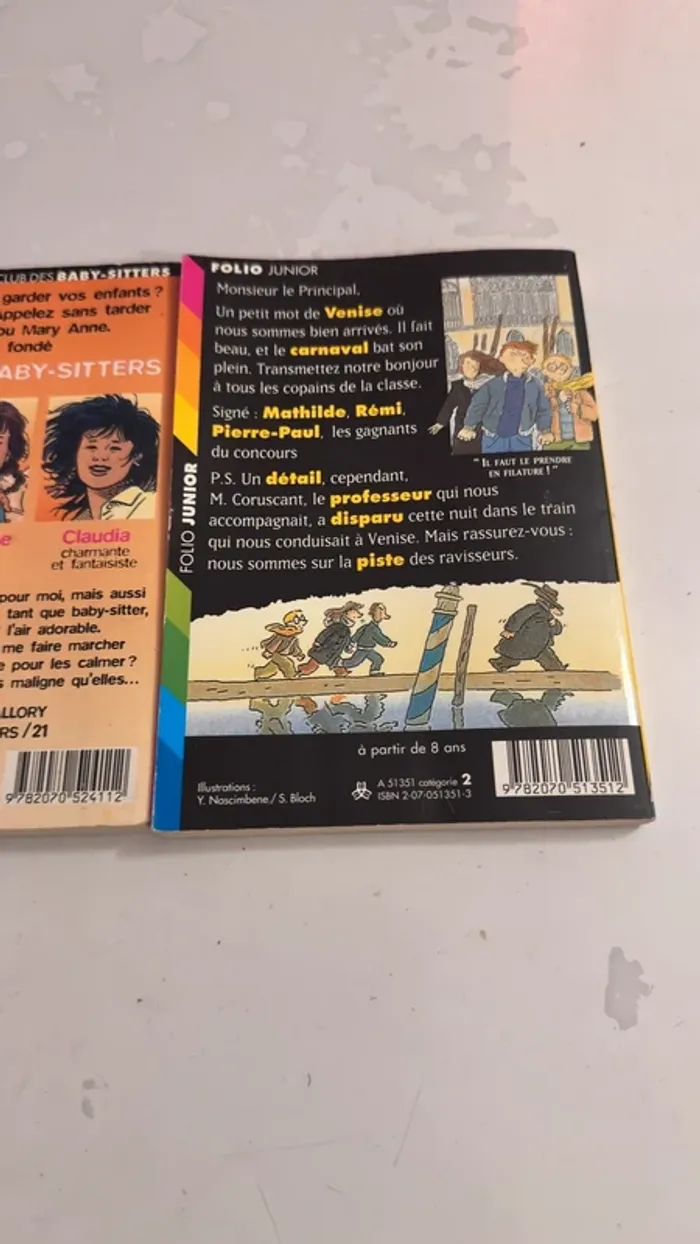 CLUB DES BABY-SITTERS
garder vos enfants ?
appelez sans tarder
ou Mary Anne.
fondé
ABY-SITTERS
e
Claudia
charmante
et fantaisiste
pour moi, mais aussi
tant que baby-sitter,
l'air adorable.
me faire marcher
e pour les calmer ?
s maligne qu'elles...
ALLORY
RS /21
9782070 524112
FOLIO JUNIOR
FOLIO JUNIOR
Monsieur le Principal,
Un petit mot de Venise où
nous sommes bien arrivés. Il fait
beau, et le carnaval bat son
plein. Transmettez notre bonjour
à tous les copains de la classe.
Signé : Mathilde, Rémi,
Pierre-Paul, les gagnants
du concours
" IL FAUT LE PRENDRE
EN FILATURE ! "
P.S. Un détail, cependant,
M. Coruscant, le professeur qui nous
accompagnait, a disparu cette nuit dans le train
qui nous conduisait à Venise. Mais rassurez-vous :
nous sommes sur la piste des ravisseurs.
à partir de 8 ans
Illustrations :
Y. Nascimbene./ S. Bloch
A 51351 catégorie 2
ISBN 2-07-051351-3
9782070 513512